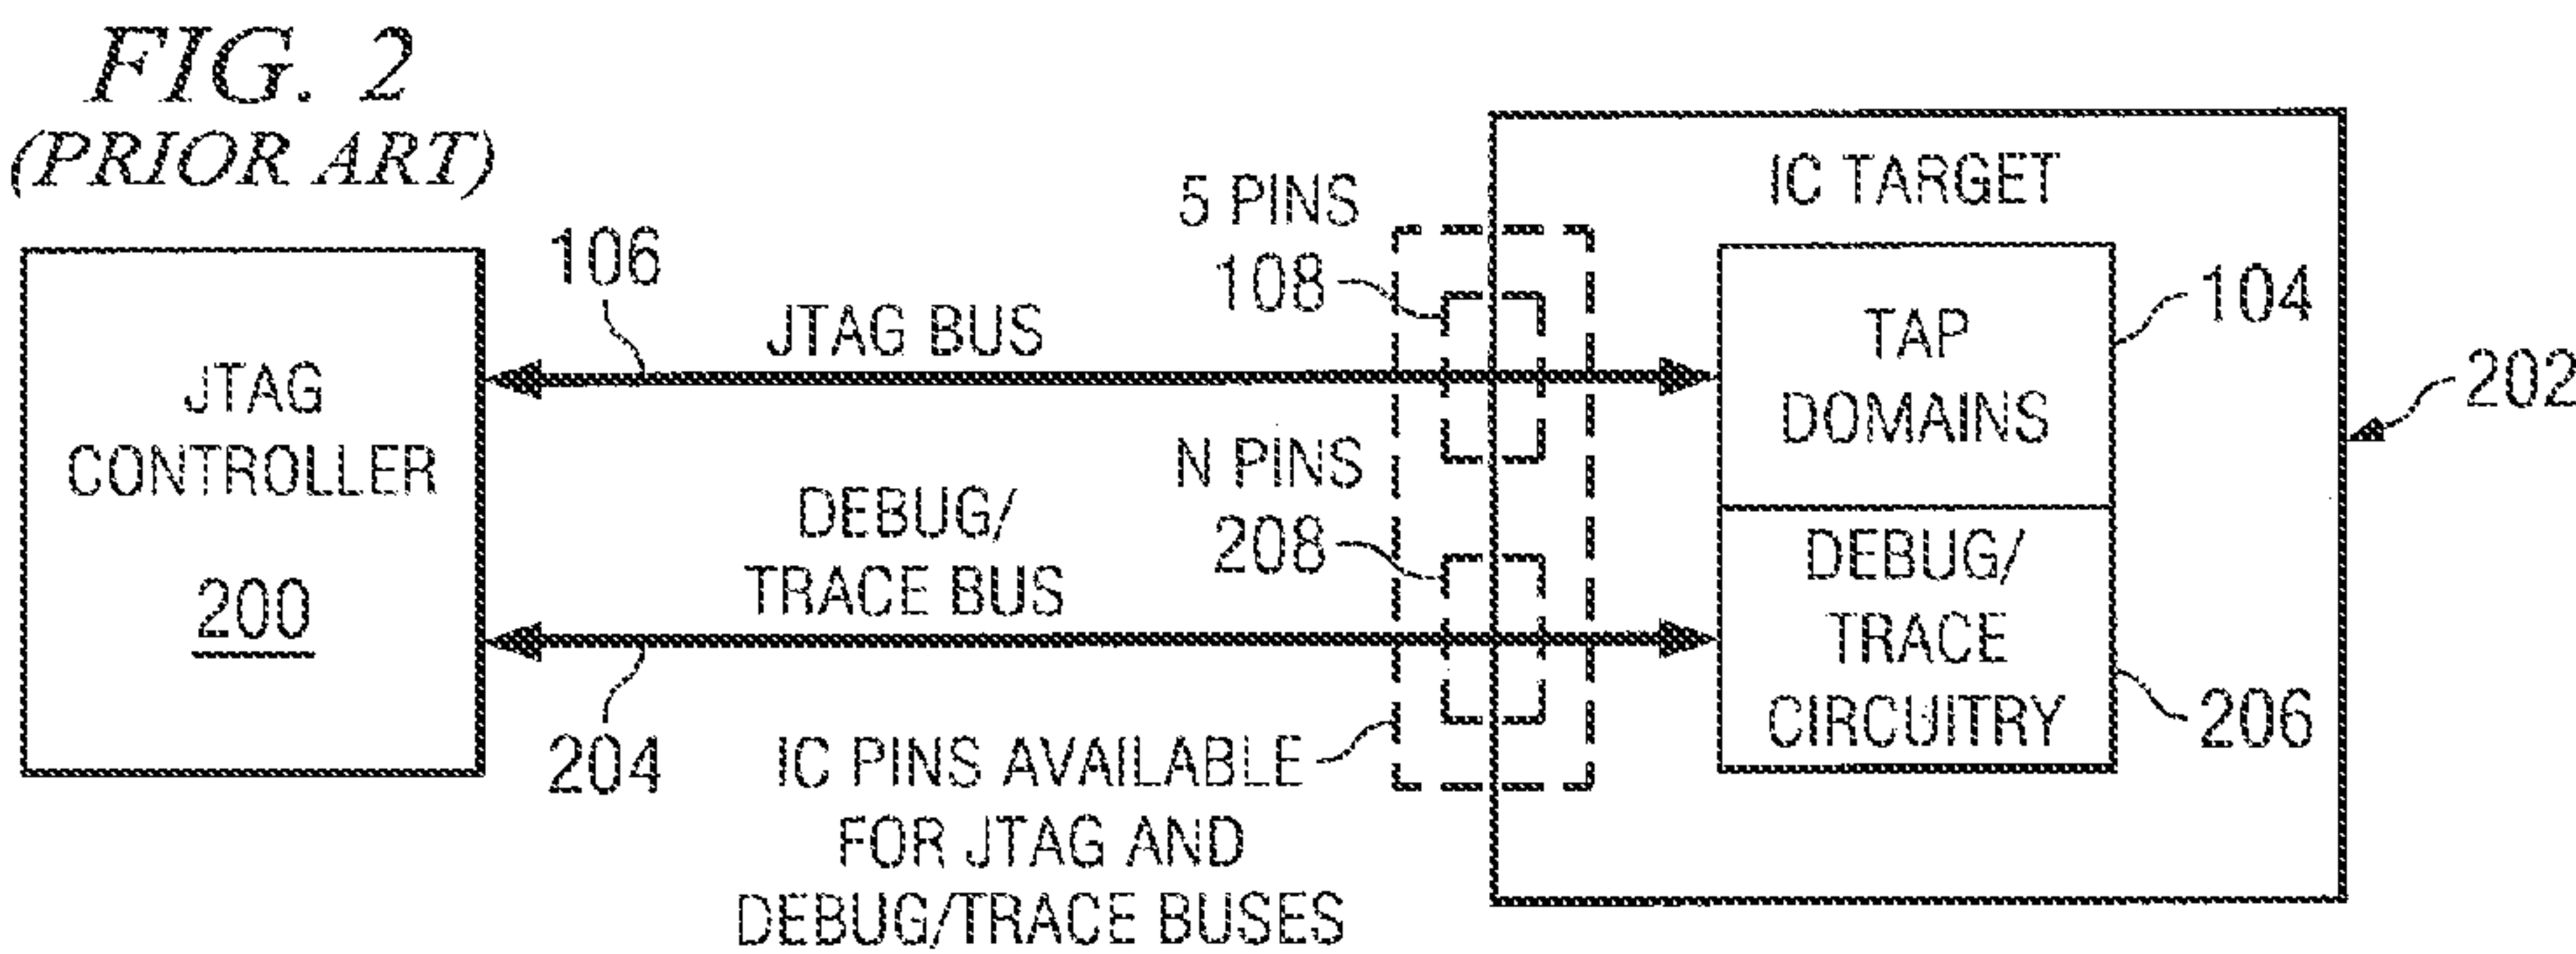 FIG. 2
(PRIOR ART)
JTAG
CONTROLLER
200
106
JTAG BUS
DEBUG/
TRACE BUS
204
5 PINS
108
N PINS
208
IC PINS AVAILABLE
FOR JTAG AND
DEBUG/TRACE BUSES
IC TARGET
TAP
DOMAINS
104
DEBUG/
TRACE
CIRCUITRY
206
202